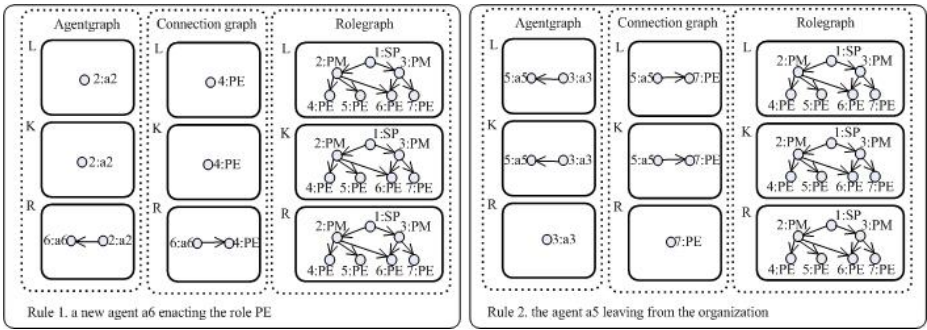 Agentgraph Connection graph Rolegraph
L L L
2:a2 4:PE 1:SP
2:PM 3:PM
4:PE 5:PE 6:PE 7:PE
K K K
2:a2 4:PE 1:SP
2:PM 3:PM
4:PE 5:PE 6:PE 7:PE
R R R
6:a6 2:a2 6:a6 4:PE 1:SP
2:PM 3:PM
4:PE 5:PE 6:PE 7:PE
Rule 1. a new agent a6 enacting the role PE
Agentgraph Connection graph Rolegraph
L L L
5:a5 3:a3 5:a5 7:PE 1:SP
2:PM 3:PM
4:PE 5:PE 6:PE 7:PE
K K K
5:a5 3:a3 5:a5 7:PE 1:SP
2:PM 3:PM
4:PE 5:PE 6:PE 7:PE
R R R
3:a3 7:PE 1:SP
2:PM 3:PM
4:PE 5:PE 6:PE 7:PE
Rule 2. the agent a5 leaving from the organization